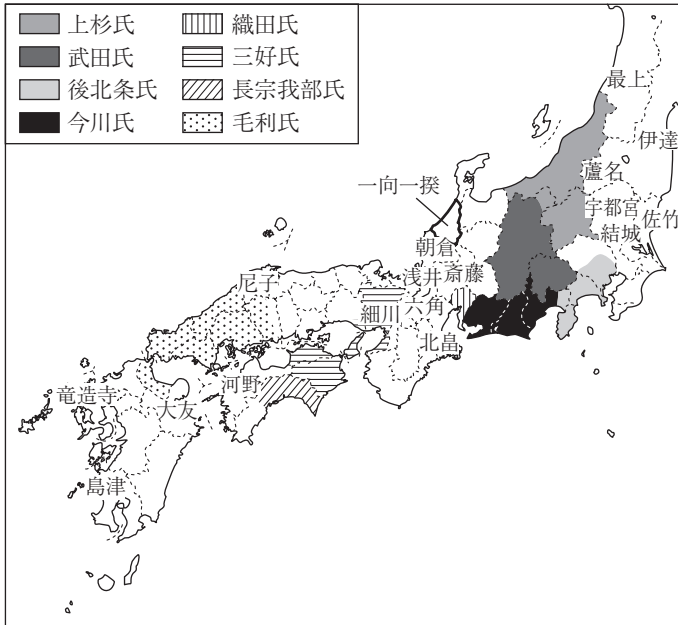 上杉氏
武田氏
後北条氏
今川氏
織田氏
三好氏
長宗我部氏
毛利氏
最上
伊達
蘆名
一向一揆
宇都宮
佐竹
結城
朝倉
浅井
斎藤
尼子
細川
六角
北畠
河野
竜造寺
大友
島津